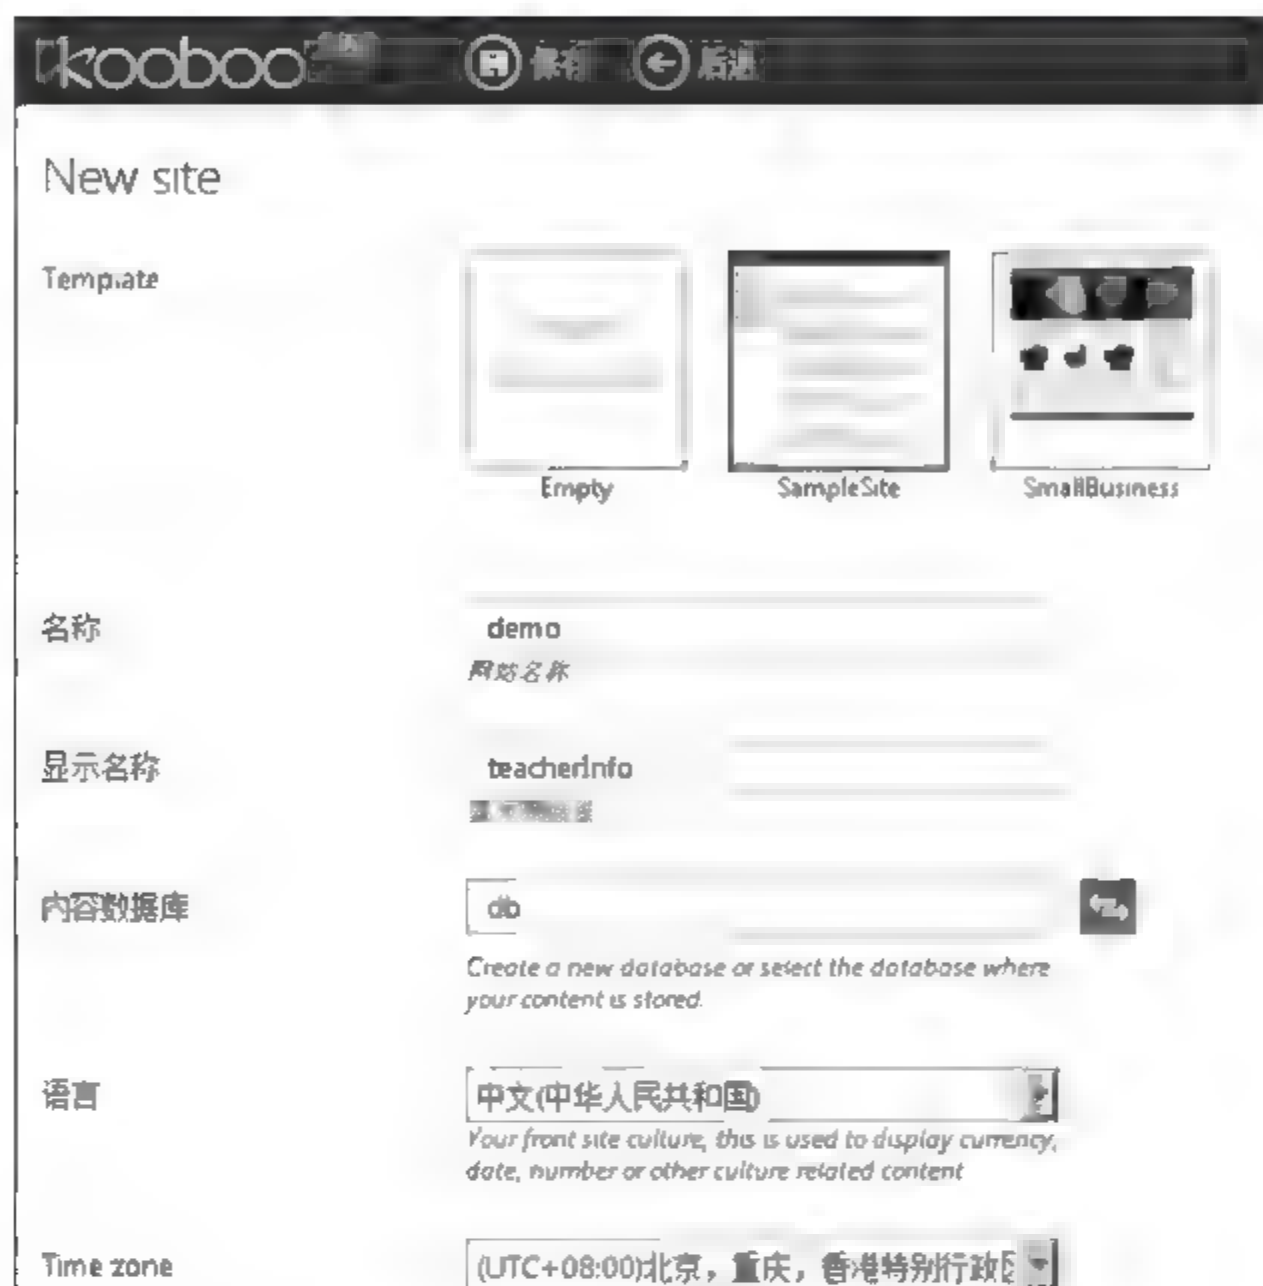 kooboo 保存 后退
New site
Template
Empty SampleSite SmallBusiness
名称 demo
网站名称
显示名称 teacherInfo
内容数据库 db
Create a new database or select the database where
your content is stored.
语言 中文(中华人民共和国)
Your front site culture, this is used to display currency,
date, number or other culture related content
Time zone (UTC+08:00)北京，重庆，香港特别行政区